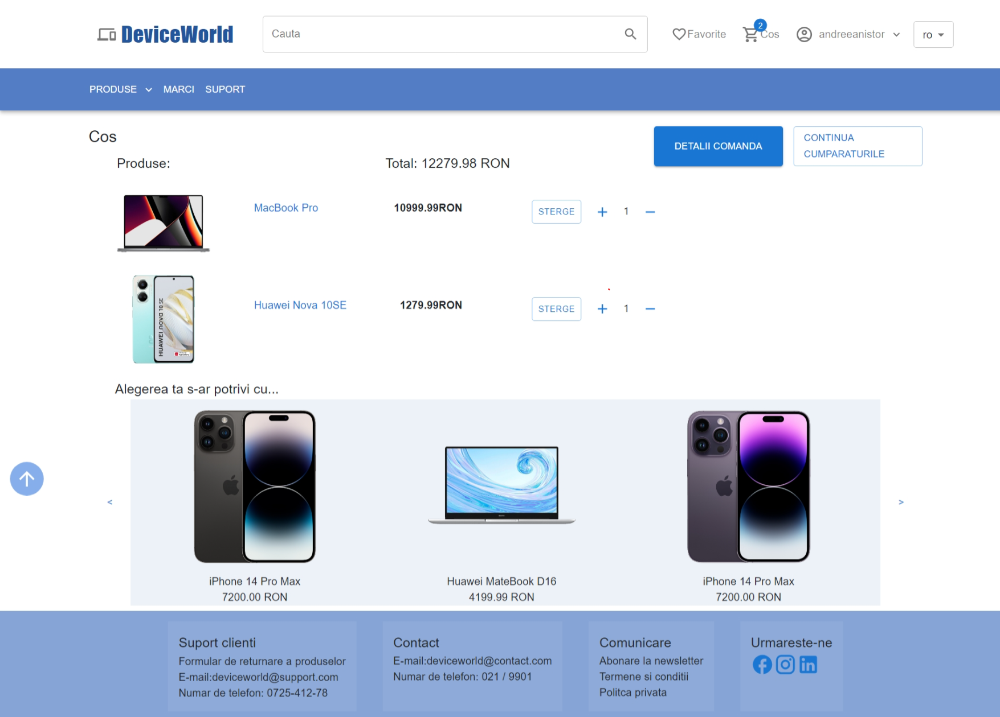 DeviceWorld
Cauta
Favorite
2
Cos
andreeanistor
ro
PRODUSE
MARCI
SUPORT
Cos
DETALII COMANDA
CONTINUA
CUMPARATURILE
Produse:
Total: 12279.98 RON
MacBook Pro
10999.99RON
STERGE
+ 1 −
HUAWEI nova 10 SE
Huawei Nova 10SE
1279.99RON
STERGE
+ 1 −
Alegerea ta s-ar potrivi cu...
<
>
iPhone 14 Pro Max
7200.00 RON
Huawei MateBook D16
4199.99 RON
iPhone 14 Pro Max
7200.00 RON
Suport clienti
Formular de returnare a produselor
E-mail:deviceworld@support.com
Numar de telefon: 0725-412-78
Contact
E-mail:deviceworld@contact.com
Numar de telefon: 021 / 9901
Comunicare
Abonare la newsletter
Termene si conditii
Politca privata
Urmareste-ne